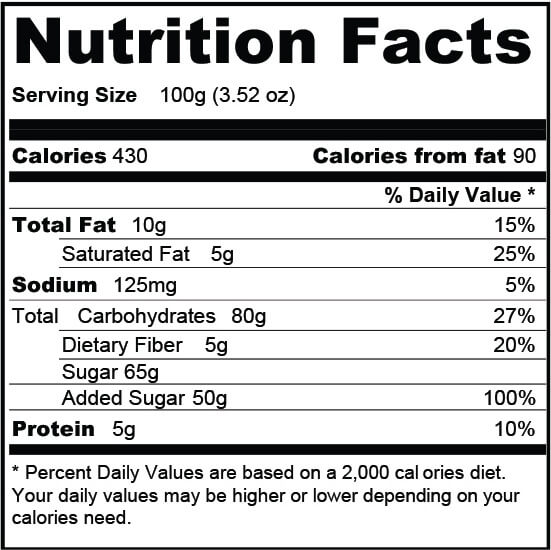 Nutrition Facts
Serving Size 100g (3.52 oz)
Calories 430 Calories from fat 90
% Daily Value *
Total Fat 10g 15%
Saturated Fat 5g 25%
Sodium 125mg 5%
Total Carbohydrates 80g 27%
Dietary Fiber 5g 20%
Sugar 65g
Added Sugar 50g 100%
Protein 5g 10%
* Percent Daily Values are based on a 2,000 cal ories diet.
Your daily values may be higher or lower depending on your
calories need.